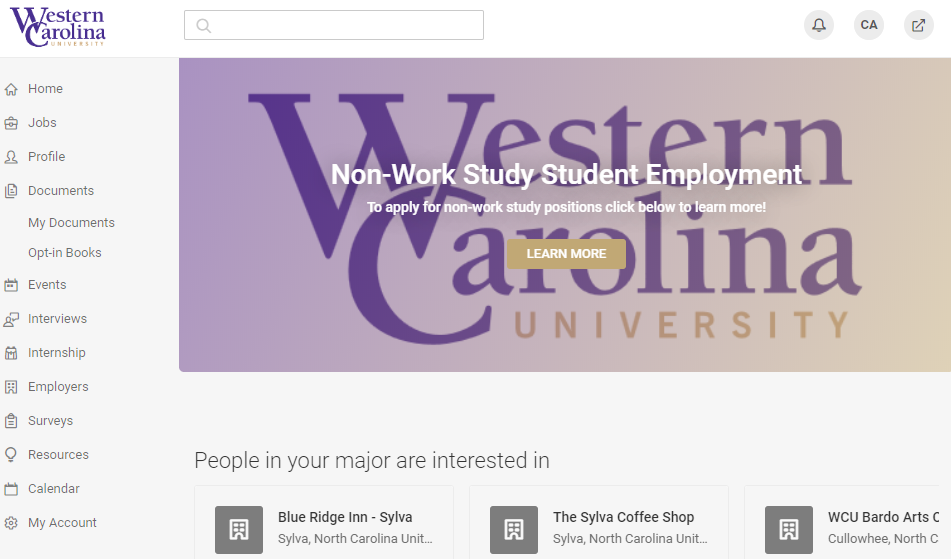 Western
Carolina
UNIVERSITY
CA
Home
Jobs
Profile
Documents
My Documents
Opt-in Books
Events
Interviews
Internship
Employers
Surveys
Resources
Calendar
My Account
Western
Carolina
UNIVERSITY
Non-Work Study Student Employment
To apply for non-work study positions click below to learn more!
LEARN MORE
People in your major are interested in
Blue Ridge Inn - Sylva
Sylva, North Carolina Unit...
The Sylva Coffee Shop
Sylva, North Carolina Unit...
WCU Bardo Arts C
Cullowhee, North C